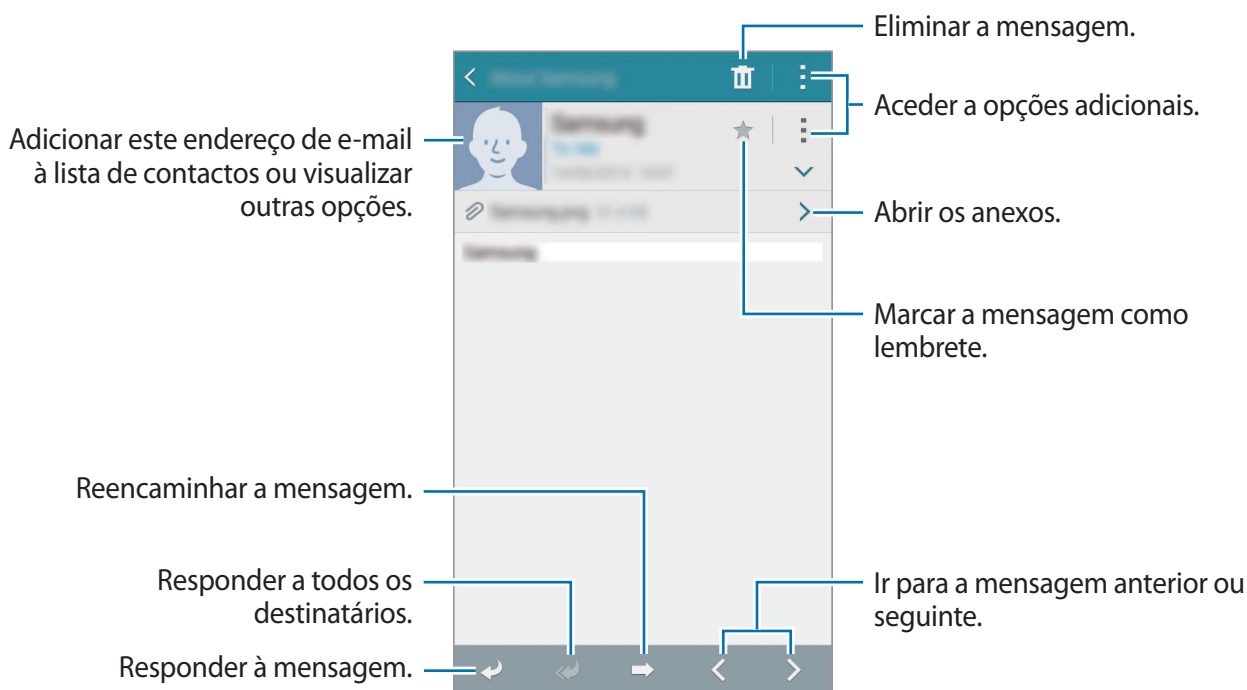 Eliminar a mensagem.
Aceder a opções adicionais.
Adicionar este endereço de e-mail
à lista de contactos ou visualizar
outras opções.
Abrir os anexos.
Marcar a mensagem como
lembrete.
Reencaminhar a mensagem.
Responder a todos os
destinatários.
Ir para a mensagem anterior ou
seguinte.
Responder à mensagem.